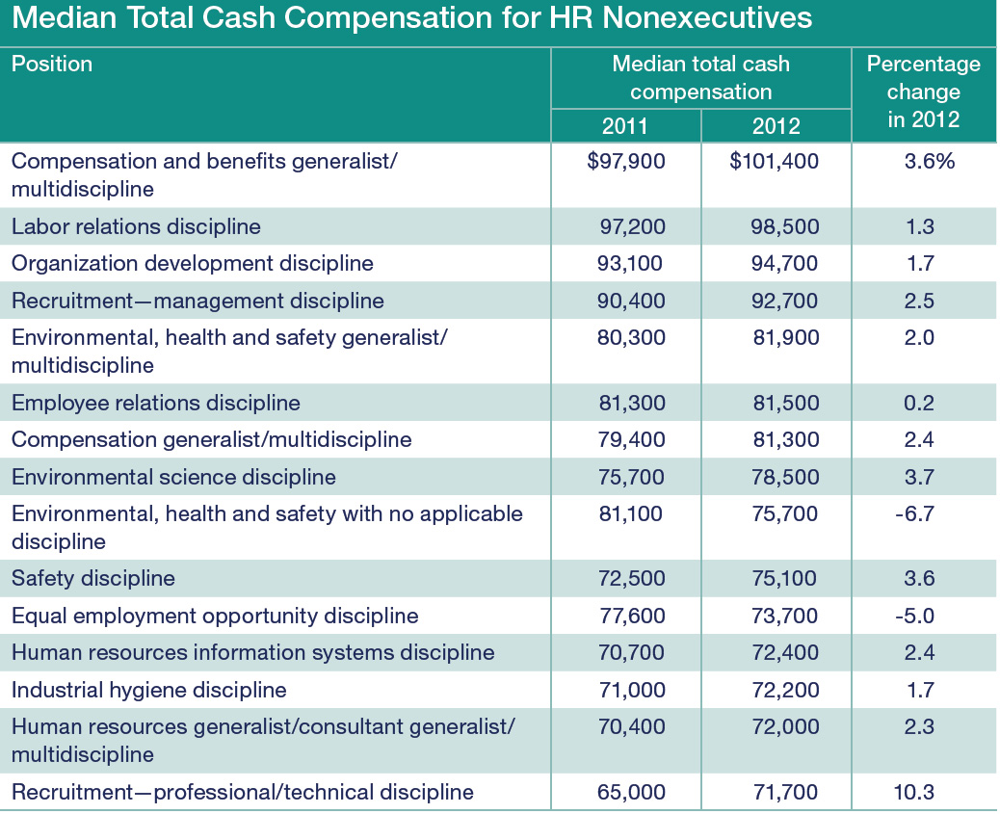 Median Total Cash Compensation for HR Nonexecutives
Position
Median total cash
compensation
Percentage
change
in 2012
2011 2012
Compensation and benefits generalist/
multidiscipline $97,900 $101,400 3.6%
Labor relations discipline 97,200 98,500 1.3
Organization development discipline 93,100 94,700 1.7
Recruitment—management discipline 90,400 92,700 2.5
Environmental, health and safety generalist/
multidiscipline 80,300 81,900 2.0
Employee relations discipline 81,300 81,500 0.2
Compensation generalist/multidiscipline 79,400 81,300 2.4
Environmental science discipline 75,700 78,500 3.7
Environmental, health and safety with no applicable
discipline 81,100 75,700 -6.7
Safety discipline 72,500 75,100 3.6
Equal employment opportunity discipline 77,600 73,700 -5.0
Human resources information systems discipline 70,700 72,400 2.4
Industrial hygiene discipline 71,000 72,200 1.7
Human resources generalist/consultant generalist/
multidiscipline 70,400 72,000 2.3
Recruitment—professional/technical discipline 65,000 71,700 10.3